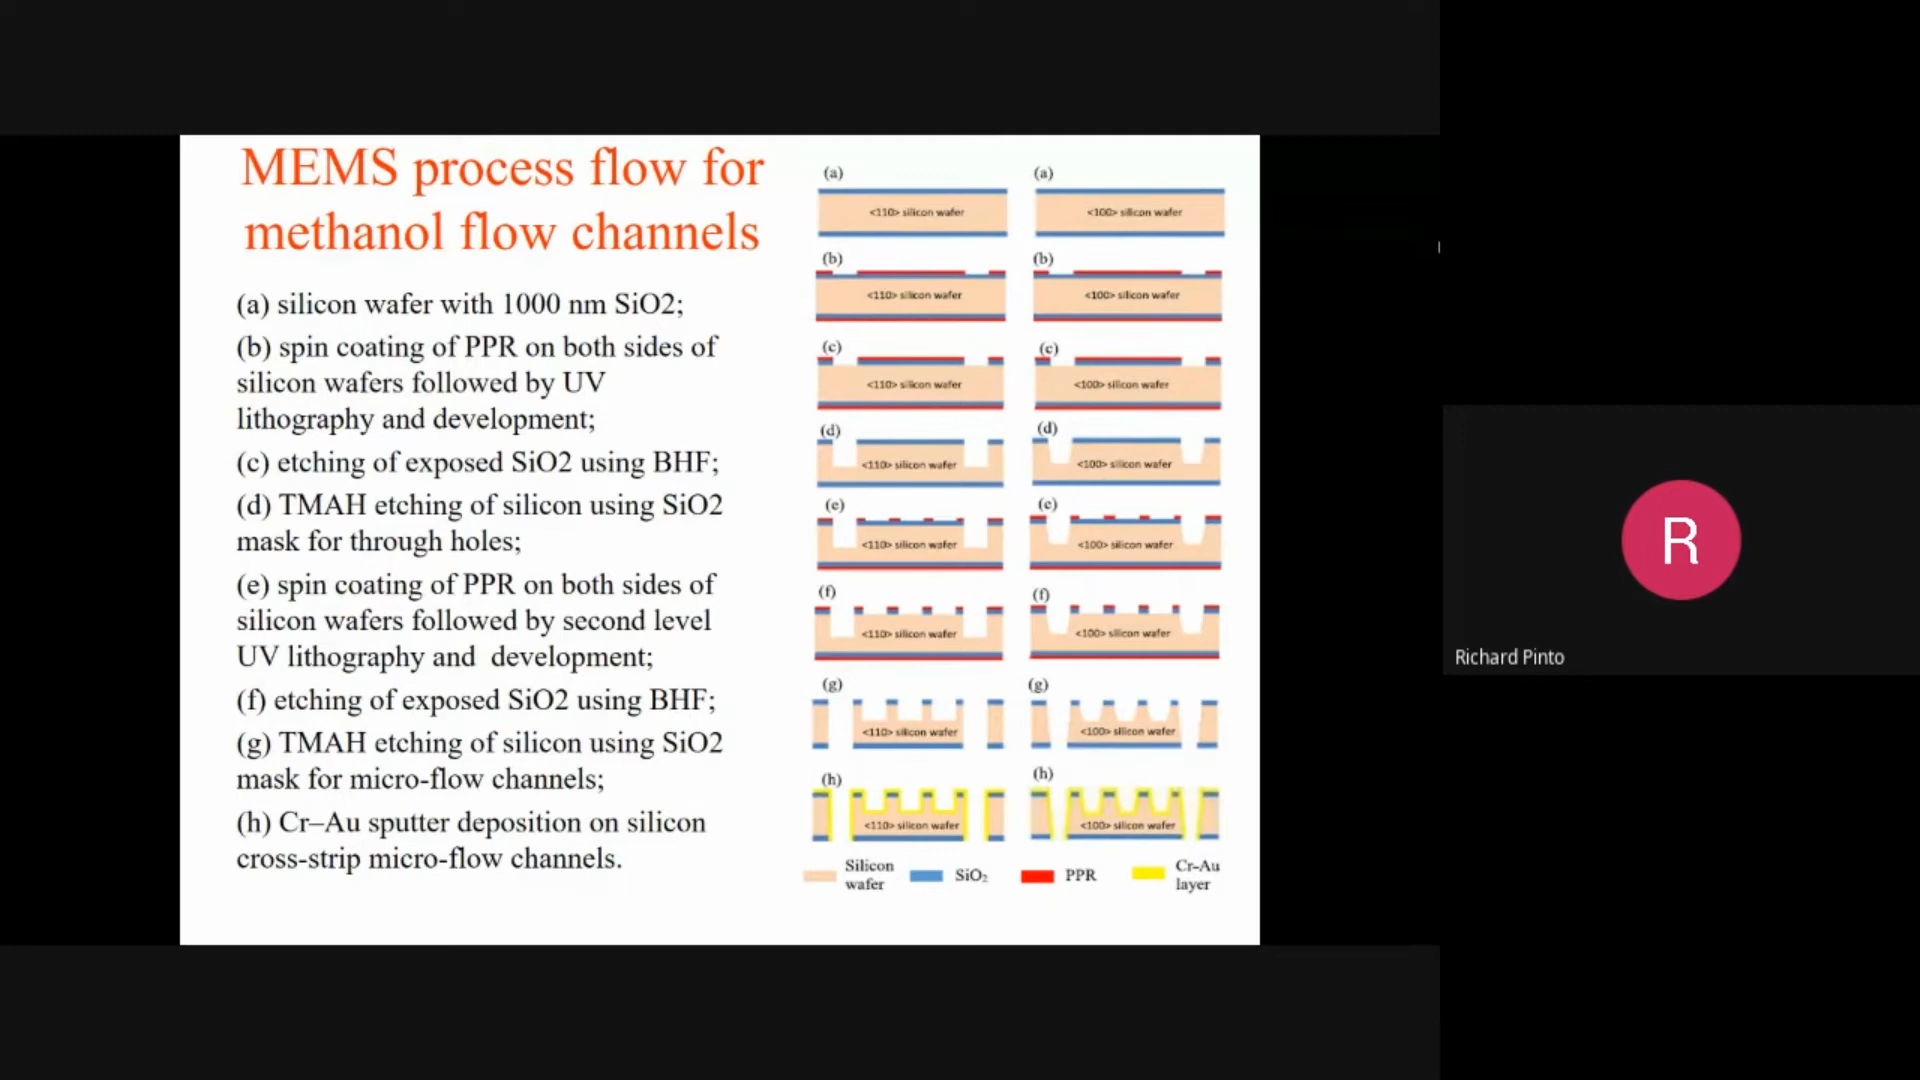 MEMS process flow for
methanol flow channels
(a) silicon wafer with 1000 nm SiO2;
(b) spin coating of PPR on both sides of
silicon wafers followed by UV
lithography and development;
(c) etching of exposed SiO2 using BHF;
(d) TMAH etching of silicon using SiO2
mask for through holes;
(e) spin coating of PPR on both sides of
silicon wafers followed by second level
UV lithography and development;
(f) etching of exposed SiO2 using BHF;
(g) TMAH etching of silicon using SiO2
mask for micro-flow channels;
(h) Cr–Au sputter deposition on silicon
cross-strip micro-flow channels.
(a) (a)
<110> silicon wafer <100> silicon wafer
(b) (b)
<110> silicon wafer <100> silicon wafer
(c) (c)
<110> silicon wafer <100> silicon wafer
(d) (d)
<110> silicon wafer <100> silicon wafer
(e) (e)
<110> silicon wafer <100> silicon wafer
(f) (f)
<110> silicon wafer <100> silicon wafer
(g) (g)
<110> silicon wafer <100> silicon wafer
(h) (h)
<110> silicon wafer <100> silicon wafer
Silicon wafer
SiO₂
PPR
Cr–Au layer
R
Richard Pinto